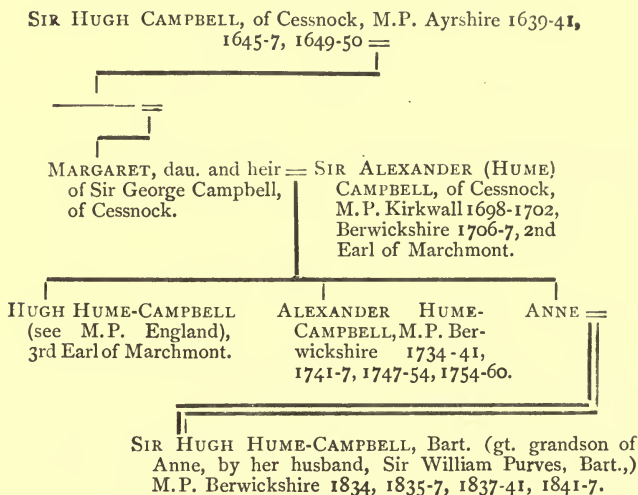 SIR HUGH CAMPBELL, of Cessnock, M.P. Ayrshire 1639-41,
1645-7, 1649-50 =
MARGARET, dau. and heir = SIR ALEXANDER (HUME)
of Sir George Campbell,
of Cessnock.
CAMPBELL, of Cessnock,
M.P. Kirkwall 1698-1702,
Berwickshire 1706-7, 2nd
Earl of Marchmont.
HUGH HUME-CAMPBELL
(see M.P. England),
3rd Earl of Marchmont.
ALEXANDER HUME-
CAMPBELL, M.P. Ber-
wickshire 1734-41,
1741-7, 1747-54, 1754-60.
ANNE =
SIR HUGH HUME-CAMPBELL, Bart. (gt. grandson of
Anne, by her husband, Sir William Purves, Bart.,)
M.P. Berwickshire 1834, 1835-7, 1837-41, 1841-7.